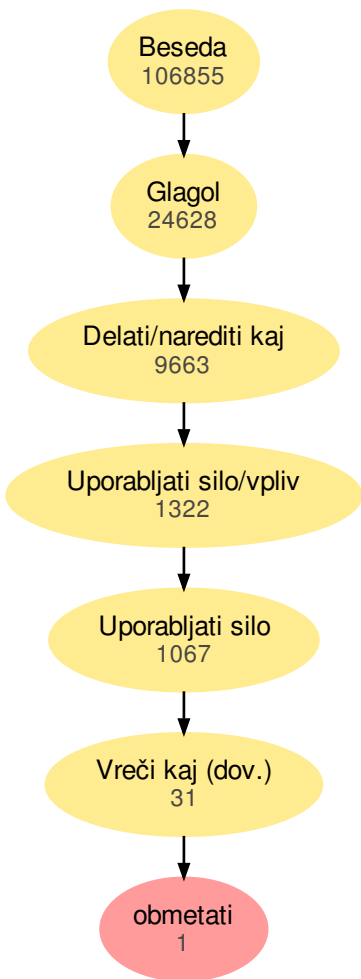 Beseda
106855
Glagol
24628
Delati/narediti kaj
9663
Uporabljati silo/vpliv
1322
Uporabljati silo
1067
Vreči kaj (dov.)
31
obmetati
1